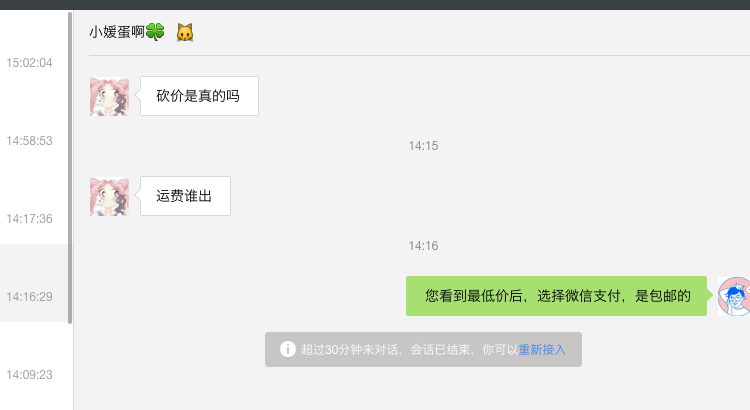 小媛蛋啊🍀 🐱
15:02:04
砍价是真的吗
14:58:53
14:15
运费谁出
14:17:36
14:16
14:16:29
您看到最低价后，选择微信支付，是包邮的
超过30分钟未对话，会话已结束，你可以重新接入
14:09:23